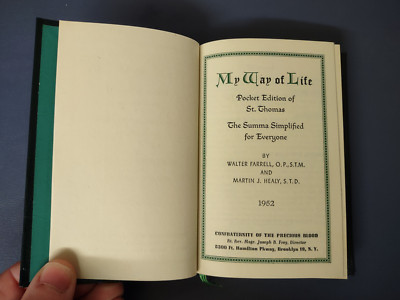 My Way of Life
Pocket Edition of
St. Thomas
The Summa Simplified
for Everyone
BY
WALTER FARRELL, O.P., S.T.M.
AND
MARTIN J. HEALY, S.T.D.
1952
CONFRATERNITY OF THE PRECIOUS BLOOD
Rt. Rev. Msgr. Joseph B. Frey, Director
5300 Ft. Hamilton Pkway, Brooklyn 19, N. Y.